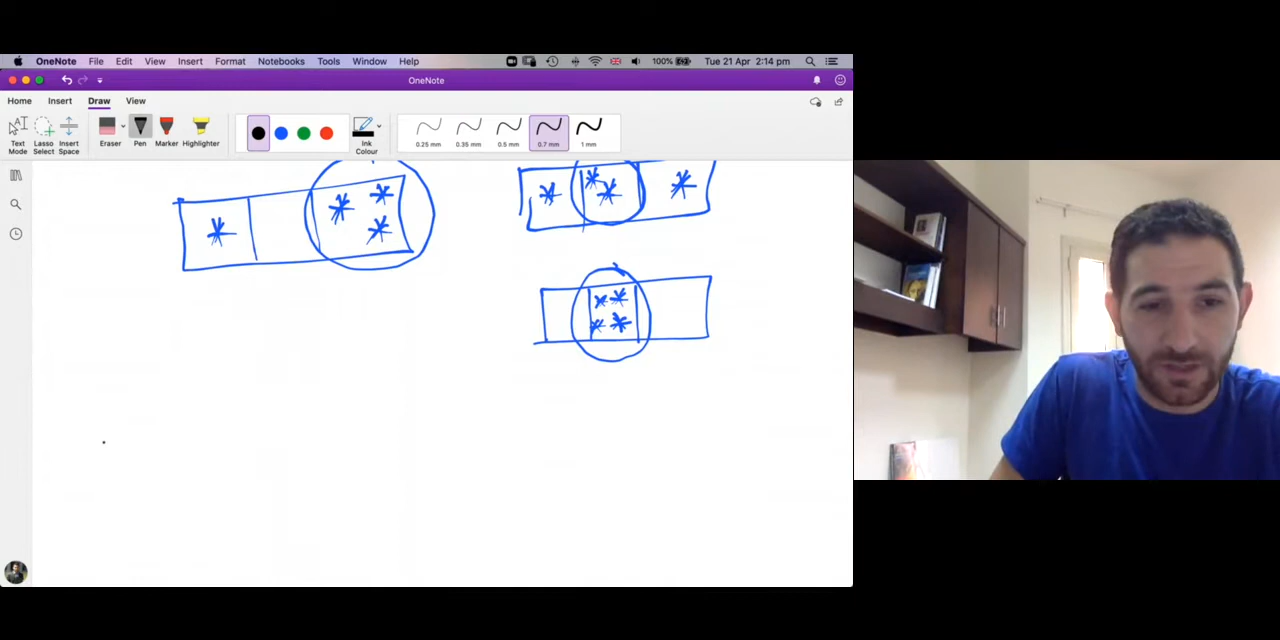 OneNote File Edit View Insert Format Notebooks Tools Window Help 100% Tue 21 Apr 2:14 pm
OneNote
Home Insert Draw View
Text Mode Lasso Select Insert Space Eraser Pen Marker Highlighter Ink Colour 0.25 mm 0.35 mm 0.5 mm 0.7 mm 1 mm
* * * * * * * *
* *
* *